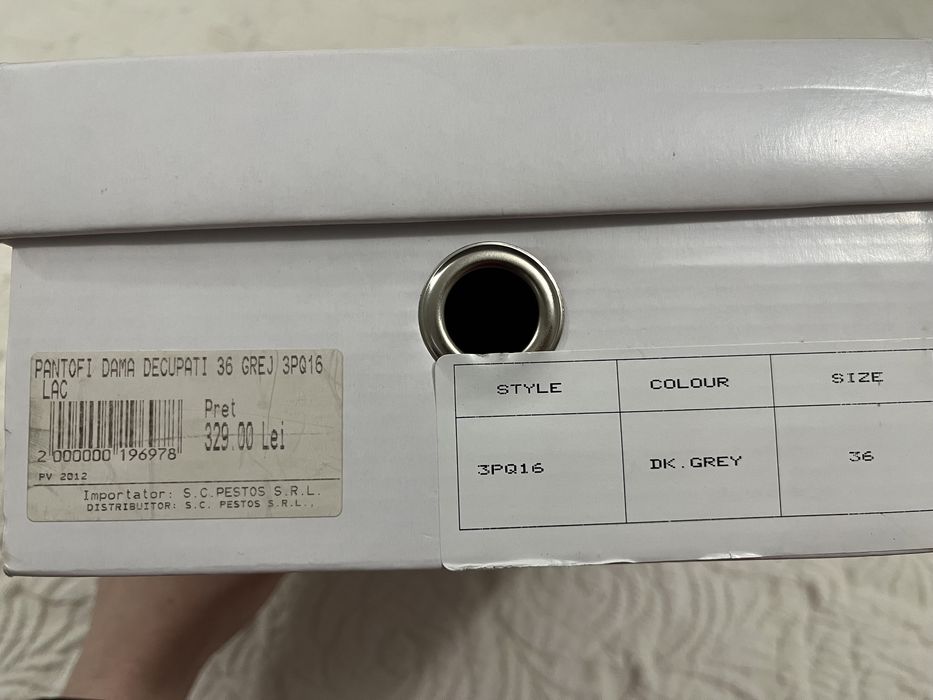 PANTOFI DAMA DECUPATI 36 GREJ 3PQ16
LAC
Pret
329.00 Lei
2 000000 196978
PV 2012
Importator: S.C.PESTOS S.R.L.
DISTRIBUITOR: S.C. PESTOS S.R.L.,
STYLE COLOUR SIZE
3PQ16 DK.GREY 36